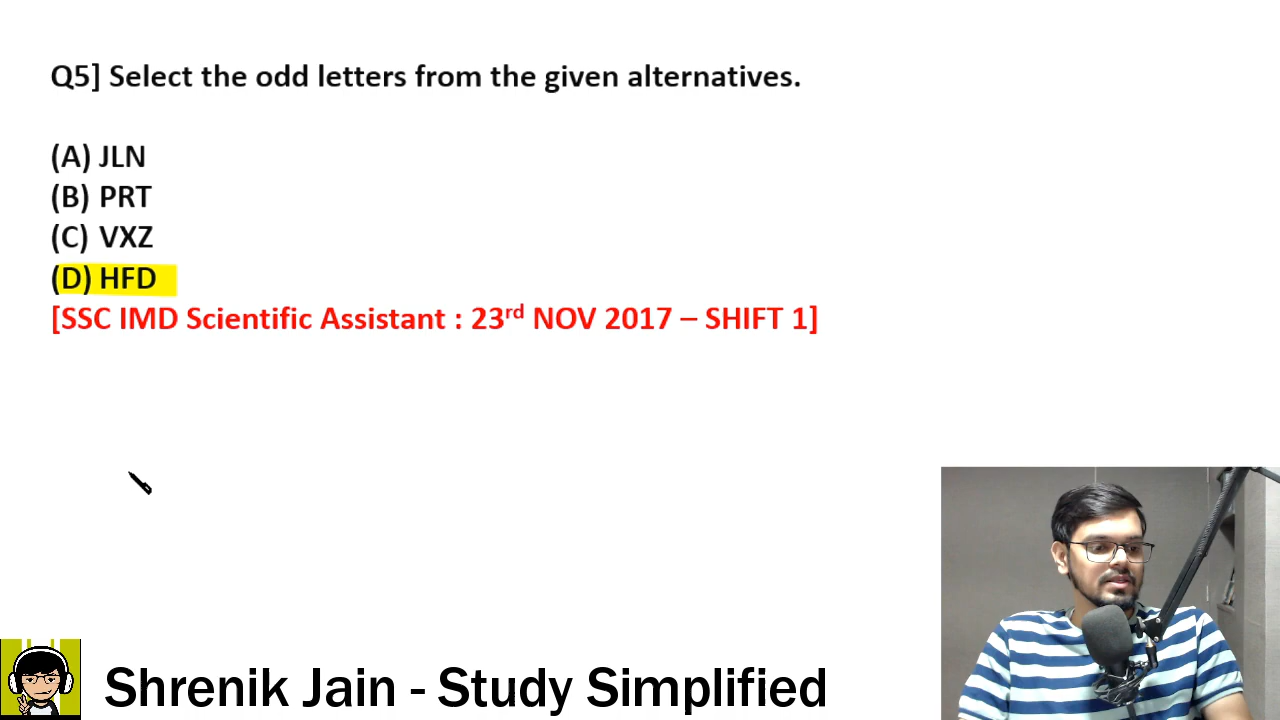 Q5] Select the odd letters from the given alternatives.
(A) JLN
(B) PRT
(C) VXZ
(D) HFD
[SSC IMD Scientific Assistant : 23rd NOV 2017 – SHIFT 1]
Shrenik Jain - Study Simplified